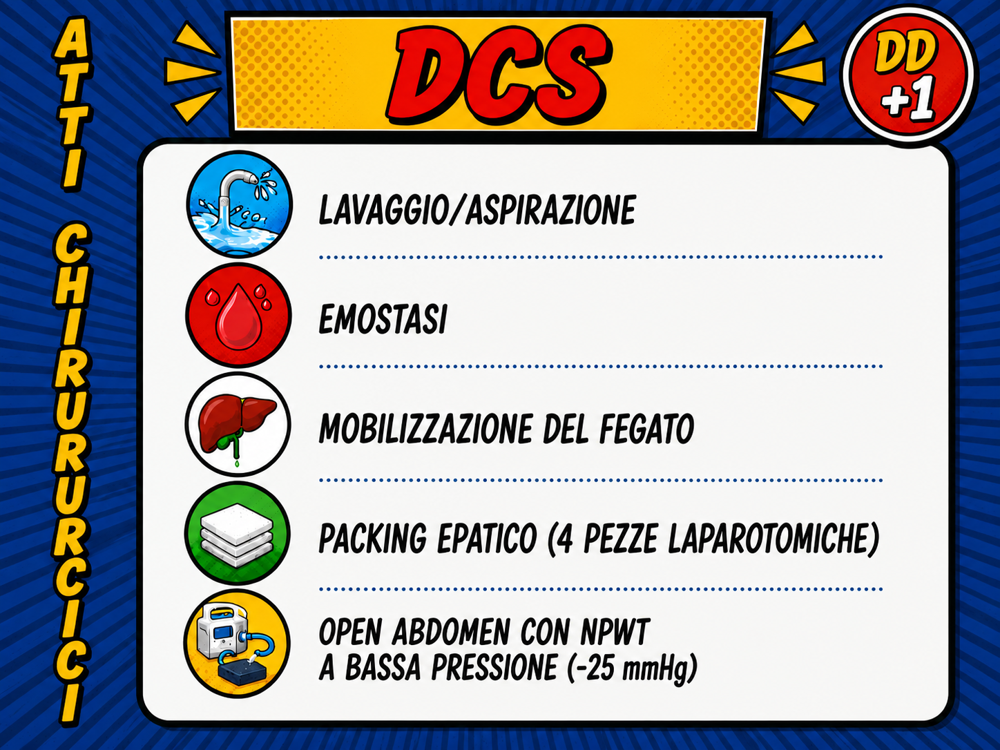 ATTI CHIRURURCICI
DCS
DD
+1
LAVAGGIO/ASPIRAZIONE
EMOSTASI
MOBILIZZAZIONE DEL FEGATO
PACKING EPATICO (4 PEZZE LAPAROTOMICHE)
OPEN ABDOMEN CON NPWT
A BASSA PRESSIONE (-25 mmHg)